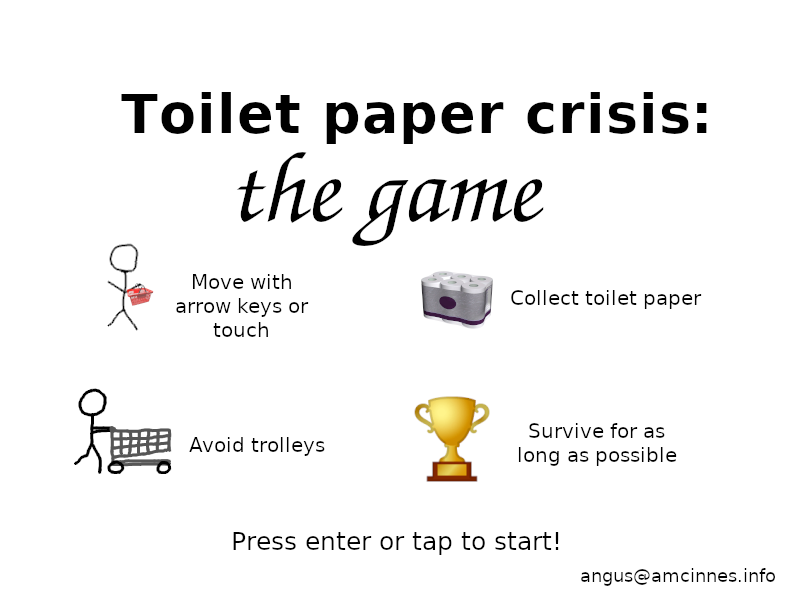 Toilet paper crisis:
the game
Move with
arrow keys or
touch
Collect toilet paper
Avoid trolleys
Survive for as
long as possible
Press enter or tap to start!
angus@amcinnes.info